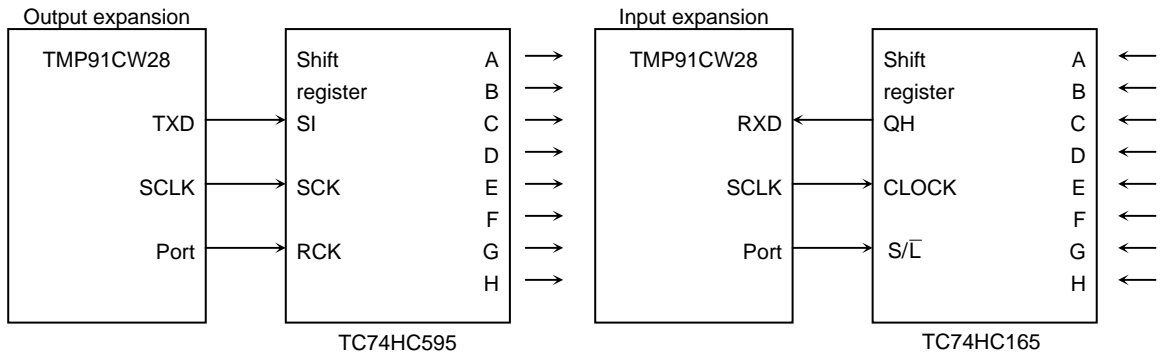 Output expansion
TMP91CW28
TXD
SCLK
Port
Shift
register
SI
SCK
RCK
A
B
C
D
E
F
G
H
TC74HC595
Input expansion
TMP91CW28
RXD
SCLK
Port
Shift
register
QH
CLOCK
S/L̅
A
B
C
D
E
F
G
H
TC74HC165